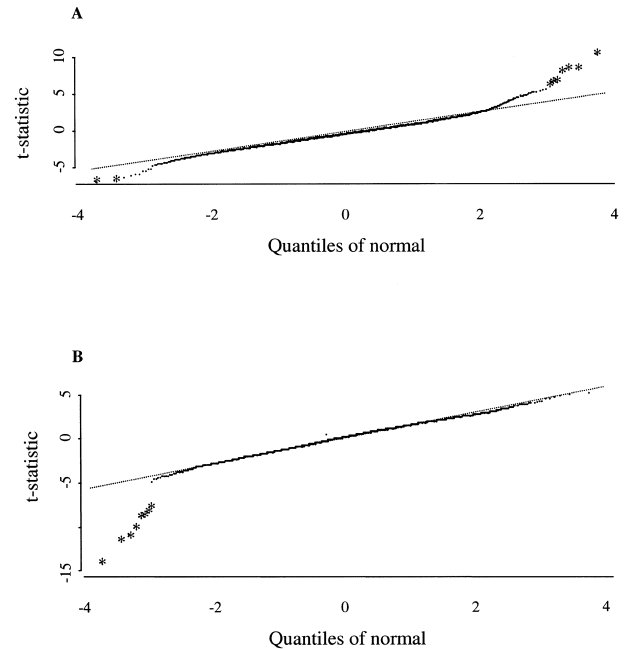 A
10
5
0
-5
t-statistic
-4 -2 0 2 4
Quantiles of normal
B
5
0
-5
-15
t-statistic
-4 -2 0 2 4
Quantiles of normal